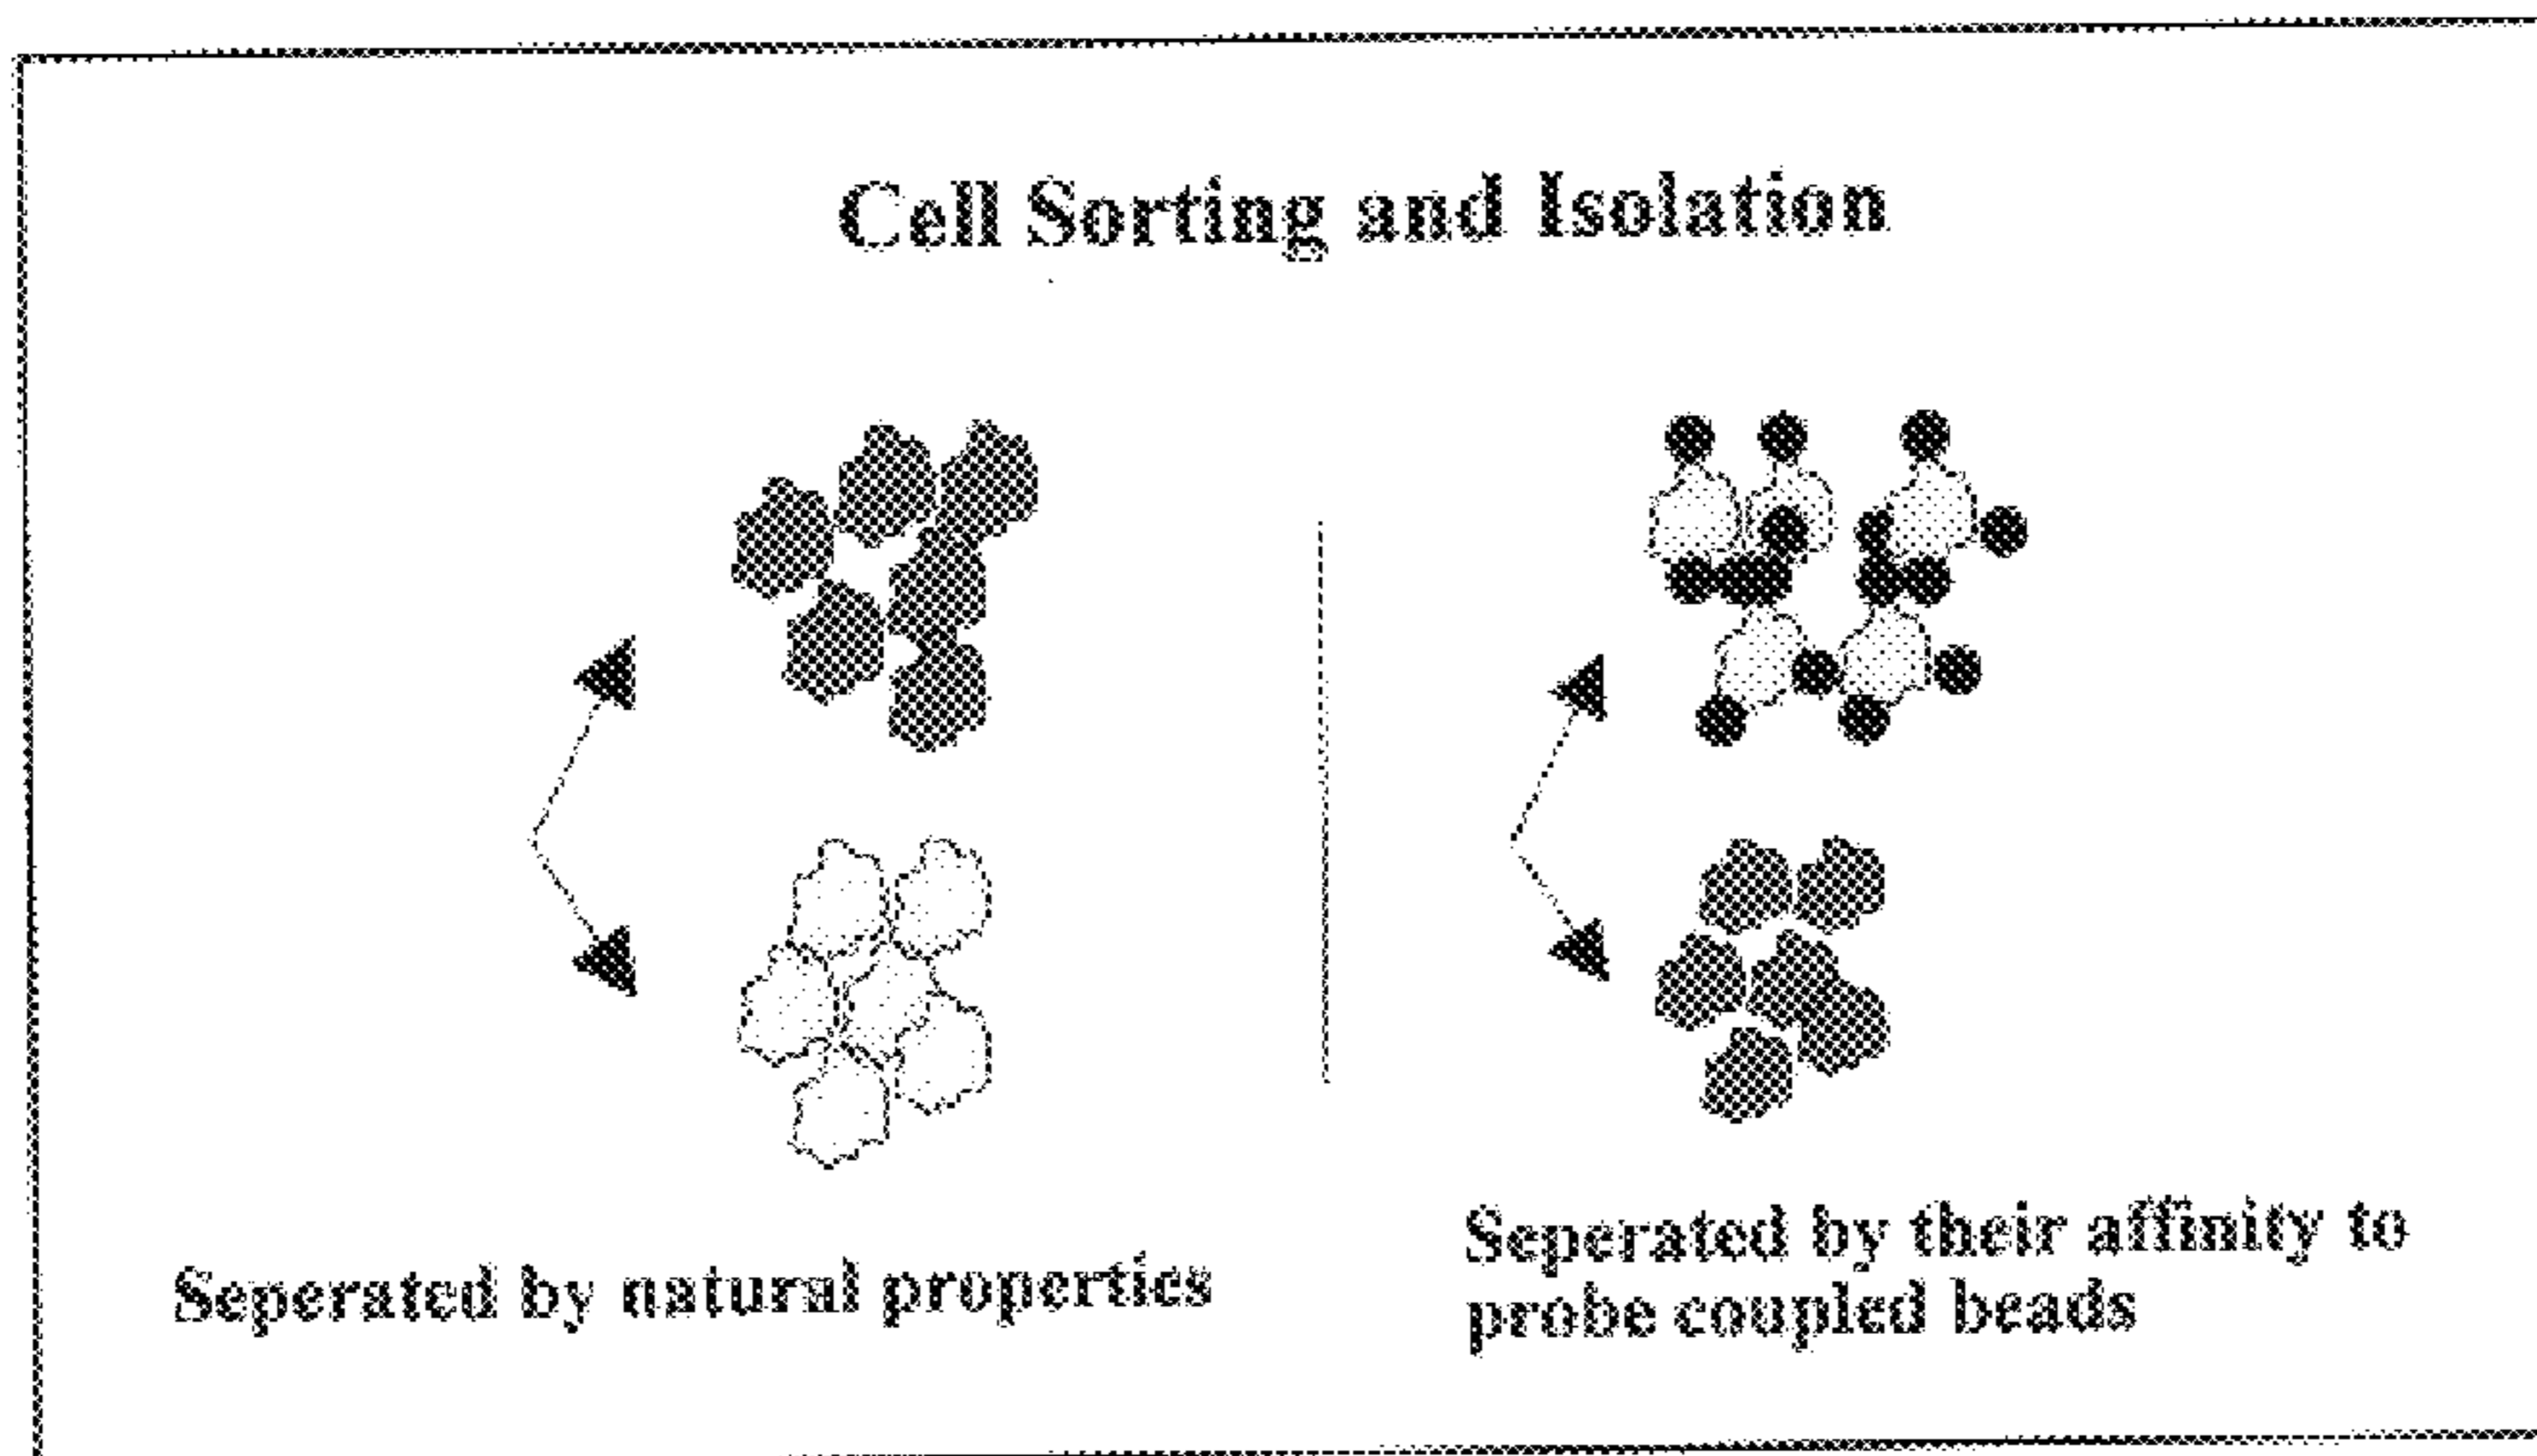 Cell Sorting and Isolation
Seperated by natural properties
Seperated by their affinity to
probe coupled beads